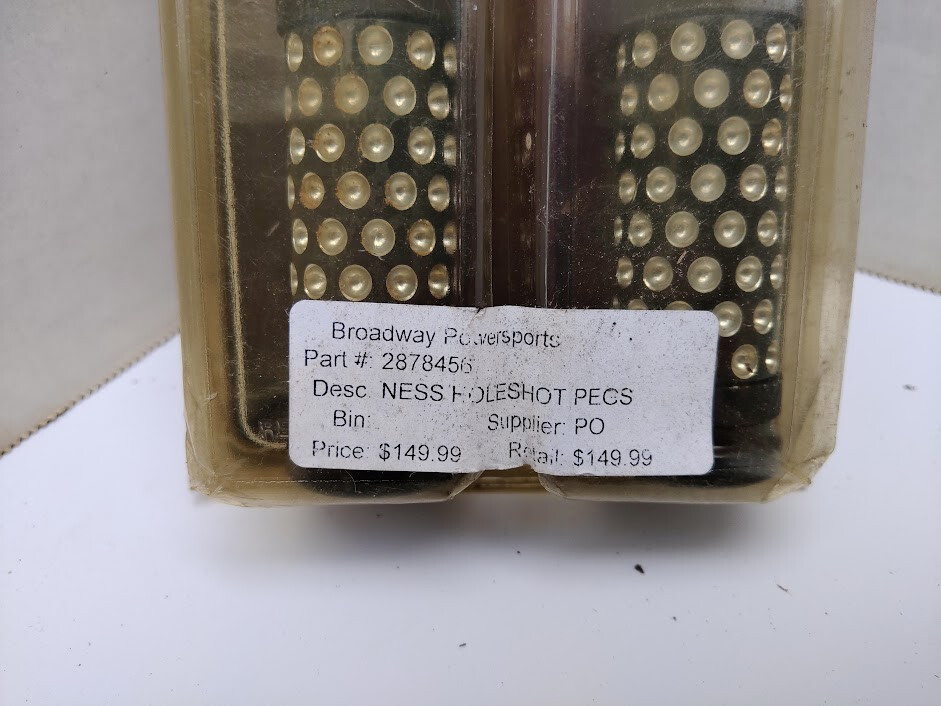 Broadway Powersports
Part #: 2878456
Desc: NESS HOLESHOT PEGS
Bin:
Supplier: PO
Price: $149.99
Retail: $149.99